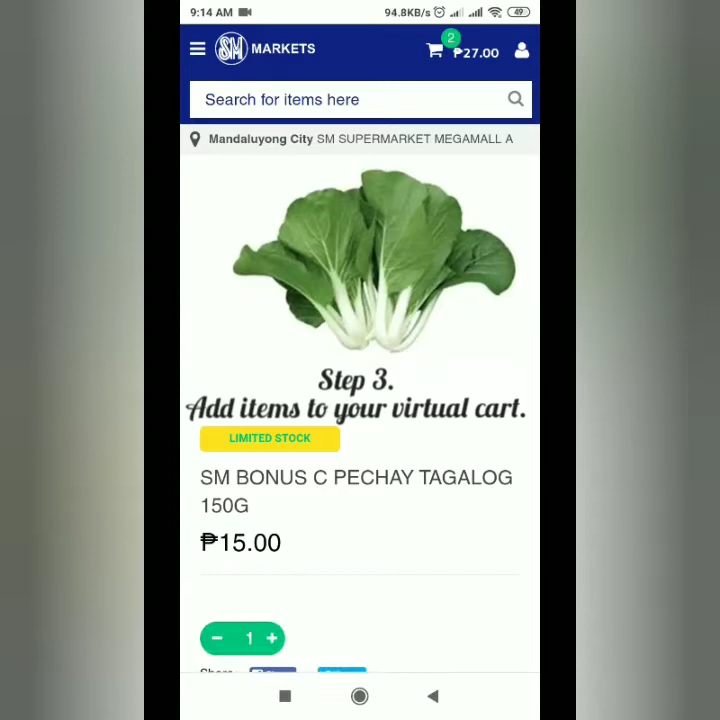 9:14 AM 94.8KB/s 49
SM MARKETS 2 ₱27.00
Search for items here
Mandaluyong City SM SUPERMARKET MEGAMALL A
Step 3.
Add items to your virtual cart.
LIMITED STOCK
SM BONUS C PECHAY TAGALOG
150G
₱15.00
1